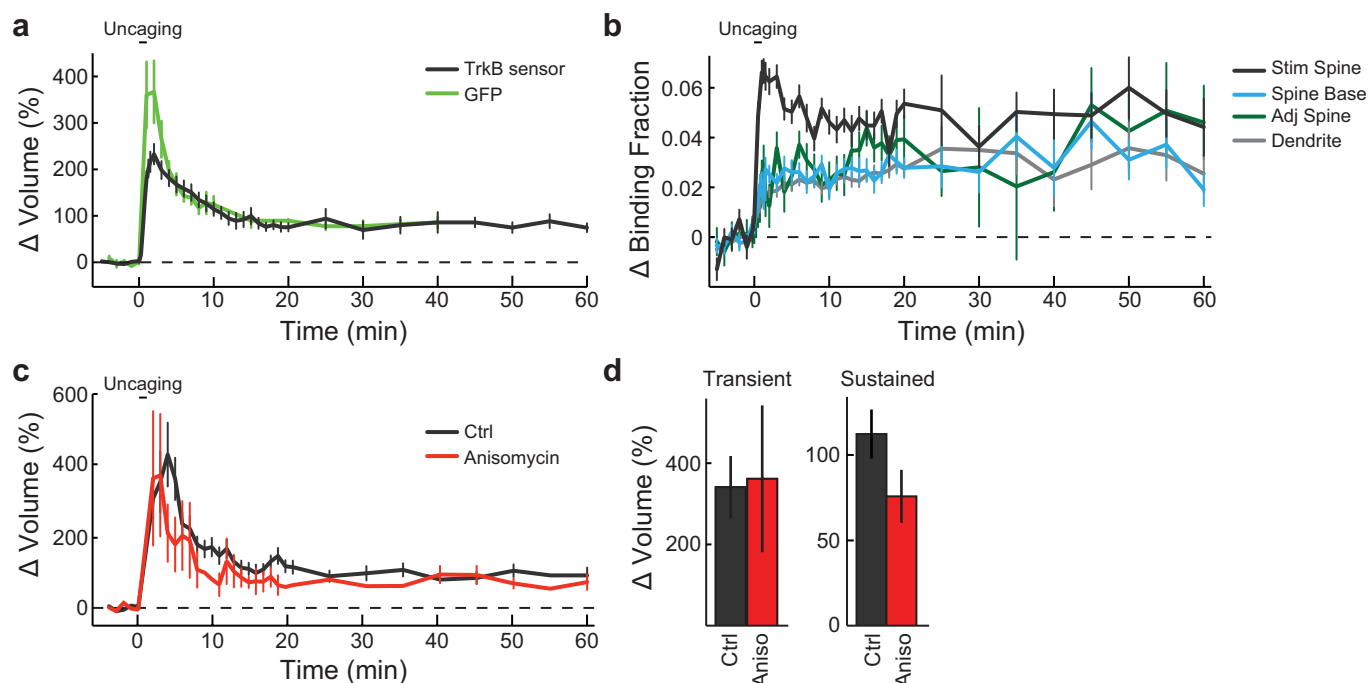 a
Uncaging
TrkB sensor
GFP
Δ Volume (%)
400
300
200
100
0
0 10 20 30 40 50 60
Time (min)
b
Uncaging
Stim Spine
Spine Base
Adj Spine
Dendrite
Δ Binding Fraction
0.06
0.04
0.02
0
0 10 20 30 40 50 60
Time (min)
c
Uncaging
Ctrl
Anisomycin
Δ Volume (%)
600
400
200
0
0 10 20 30 40 50 60
Time (min)
d
Transient Sustained
Δ Volume (%)
400
200
100
50
0
Ctrl
Aniso
Ctrl
Aniso